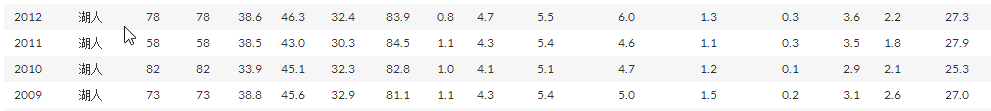 2012 湖人 78 78 38.6 46.3 32.4 83.9 0.8 4.7 5.5 6.0 1.3 0.3 3.6 2.2 27.3
2011 湖人 58 58 38.5 43.0 30.3 84.5 1.1 4.3 5.4 4.6 1.1 0.3 3.5 1.8 27.9
2010 湖人 82 82 33.9 45.1 32.3 82.8 1.0 4.1 5.1 4.7 1.2 0.1 2.9 2.1 25.3
2009 湖人 73 73 38.8 45.6 32.9 81.1 1.1 4.3 5.4 5.0 1.5 0.2 3.1 2.6 27.0